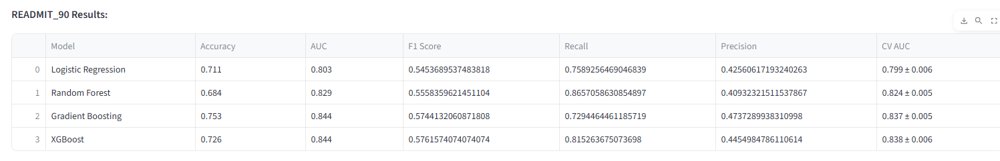 READMIT_90 Results:
Model Accuracy AUC F1 Score Recall Precision CV AUC
0 Logistic Regression 0.711 0.803 0.5453689537483818 0.7589256469046839 0.42560617193240263 0.799 ± 0.006
1 Random Forest 0.684 0.829 0.5558359621451104 0.8657058630854897 0.40932321511537867 0.824 ± 0.005
2 Gradient Boosting 0.753 0.844 0.5744132060871808 0.7294464461185719 0.4737289938310998 0.837 ± 0.005
3 XGBoost 0.726 0.844 0.5761574074074074 0.815263675073698 0.4454984786110614 0.838 ± 0.006